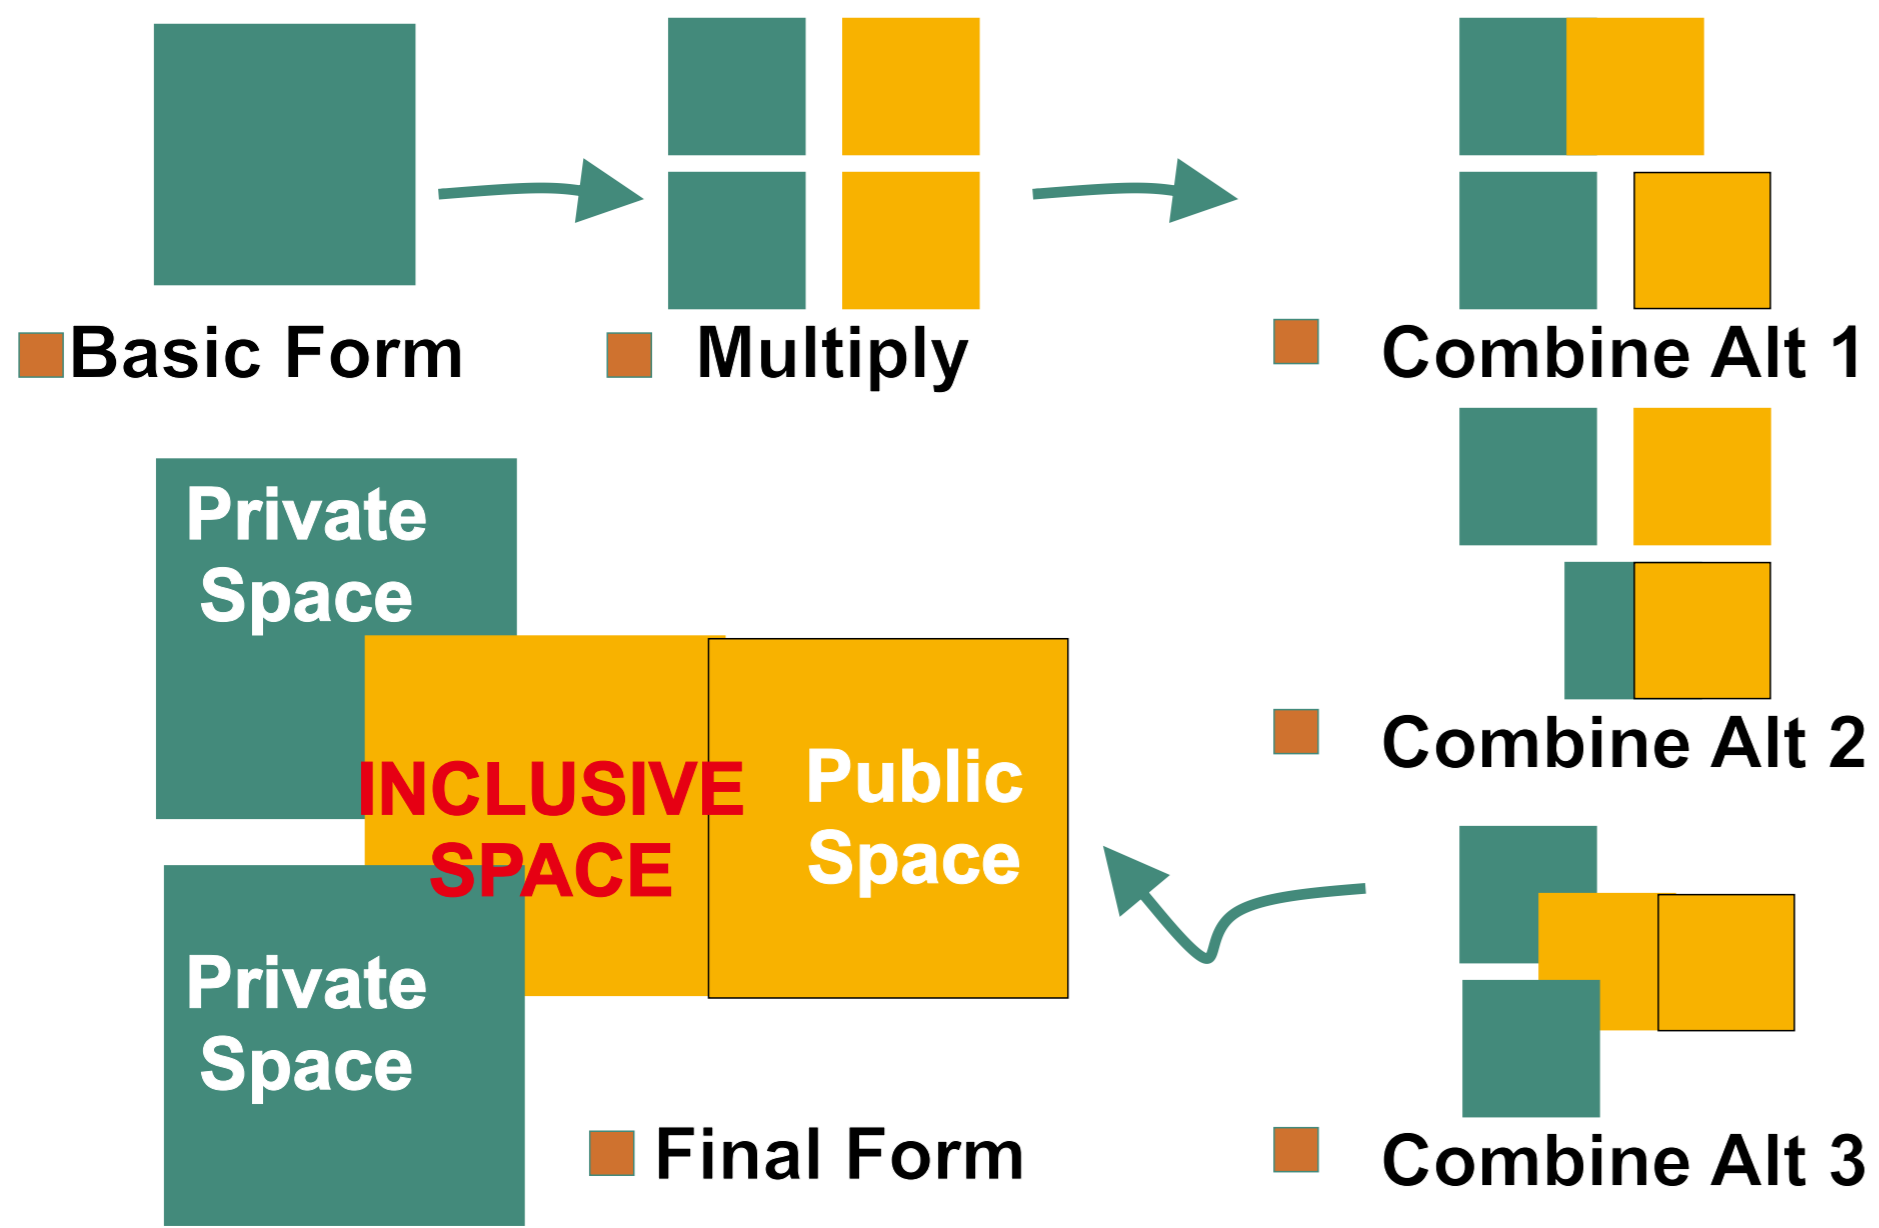 Basic Form
Multiply
Combine Alt 1
Combine Alt 2
Combine Alt 3
Private
Space
INCLUSIVE
SPACE
Public
Space
Private
Space
Final Form